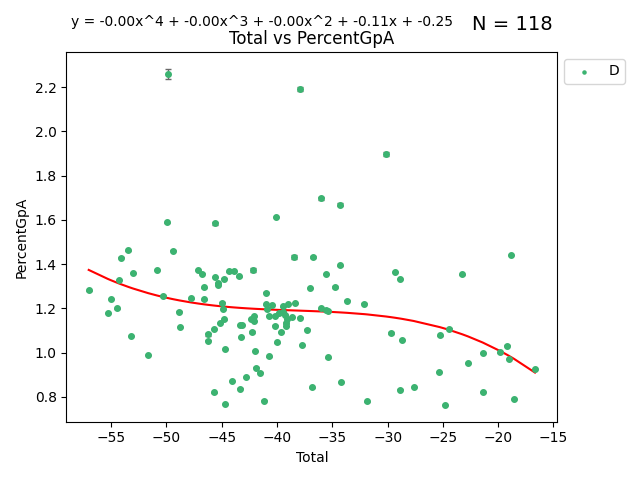 y = -0.00x^4 + -0.00x^3 + -0.00x^2 + -0.11x + -0.25
N = 118
Total vs PercentGpA
D
PercentGpA
2.2
2.0
1.8
1.6
1.4
1.2
1.0
0.8
−55 −50 −45 −40 −35 −30 −25 −20 −15
Total